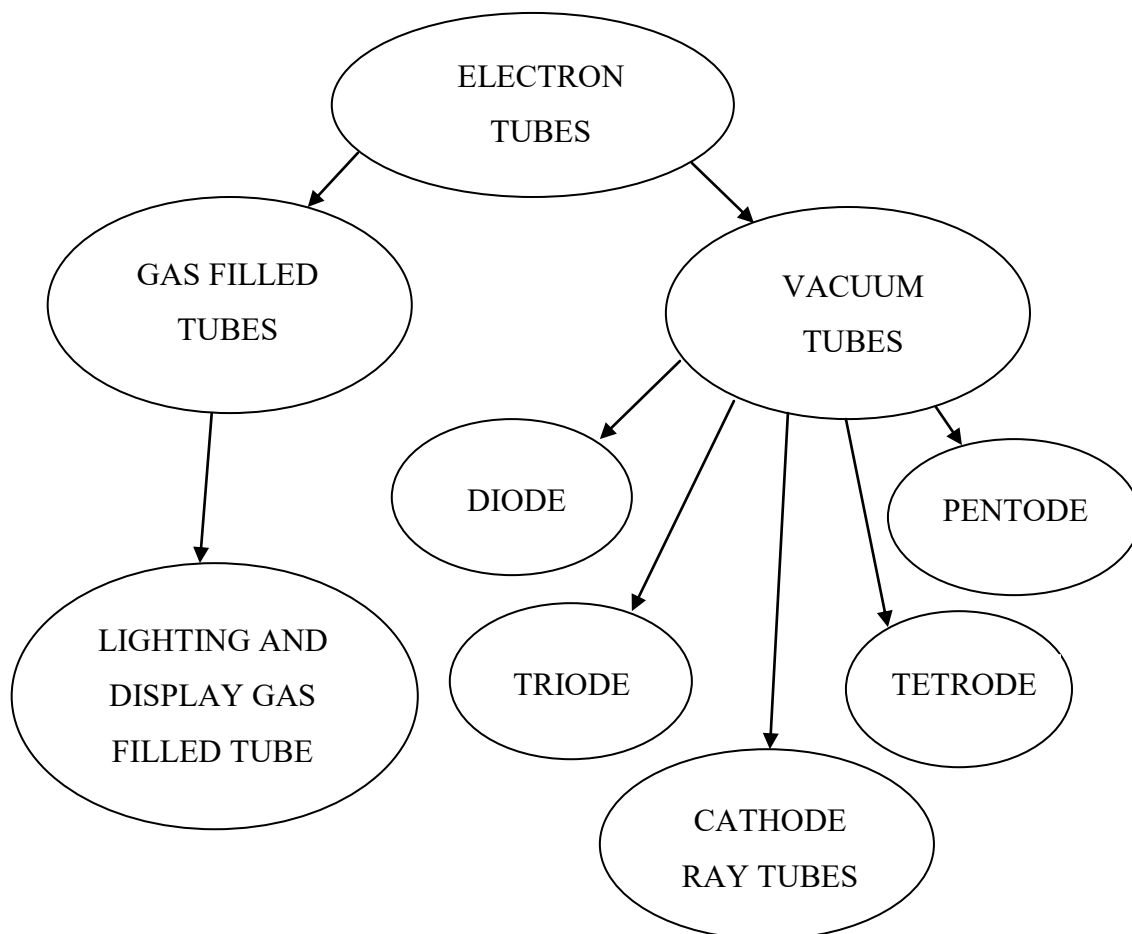 ELECTRON
TUBES
GAS FILLED
TUBES
VACUUM
TUBES
DIODE
PENTODE
TRIODE
TETRODE
LIGHTING AND
DISPLAY GAS
FILLED TUBE
CATHODE
RAY TUBES